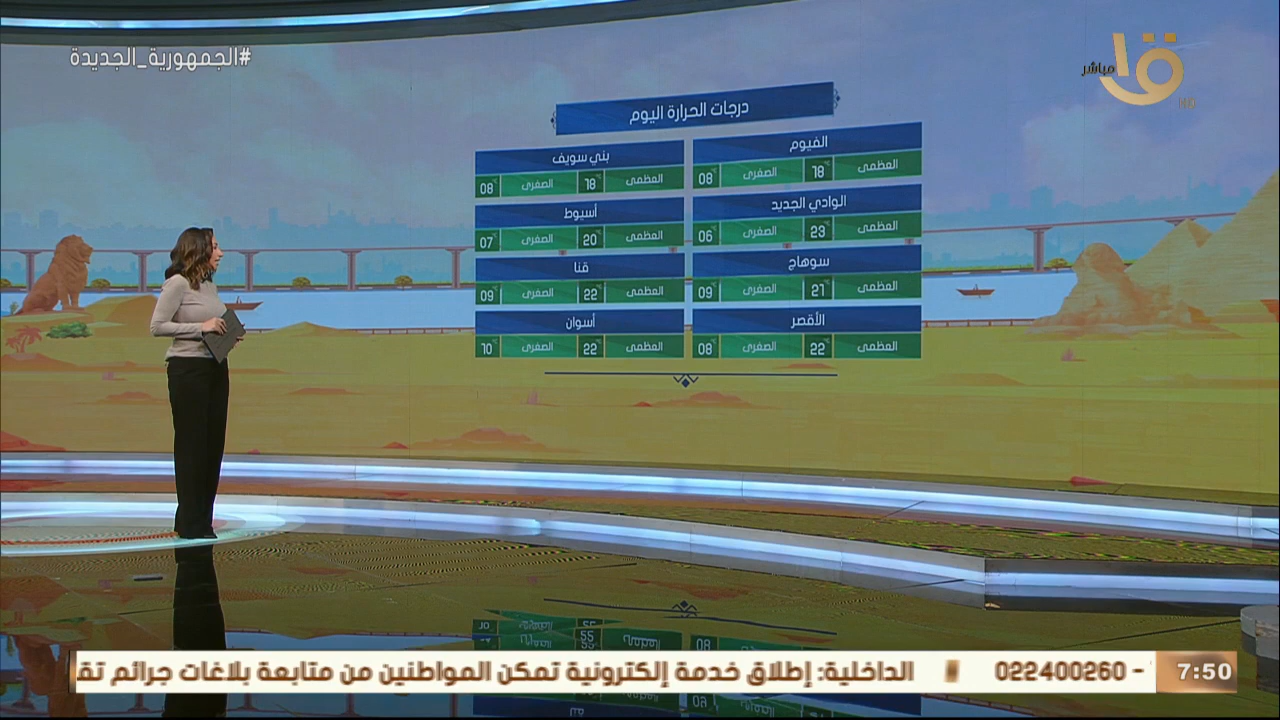 #الجمهورية_الجديدة
مباشر
HD
درجات الحرارة اليوم
الفيوم
العظمى 18 الصغرى 08
بني سويف
العظمى 18 الصغرى 08
الوادي الجديد
العظمى 23 الصغرى 06
أسيوط
العظمى 20 الصغرى 07
سوهاج
العظمى 21 الصغرى 09
قنا
العظمى 22 الصغرى 09
الأقصر
العظمى 22 الصغرى 08
أسوان
العظمى 22 الصغرى 10
7:50
- 022400260
الداخلية: إطلاق خدمة إلكترونية تمكن المواطنين من متابعة بلاغات جرائم تق